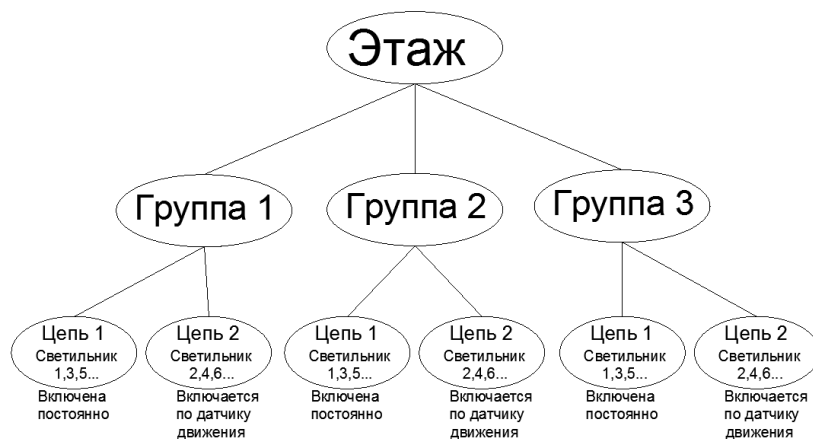 Этаж
Группа 1
Группа 2
Группа 3
Цепь 1
Светильник
1,3,5...
Включена
постоянно
Цепь 2
Светильник
2,4,6...
Включается
по датчику
движения
Цепь 1
Светильник
1,3,5...
Включена
постоянно
Цепь 2
Светильник
2,4,6...
Включается
по датчику
движения
Цепь 1
Светильник
1,3,5...
Включена
постоянно
Цепь 2
Светильник
2,4,6...
Включается
по датчику
движения